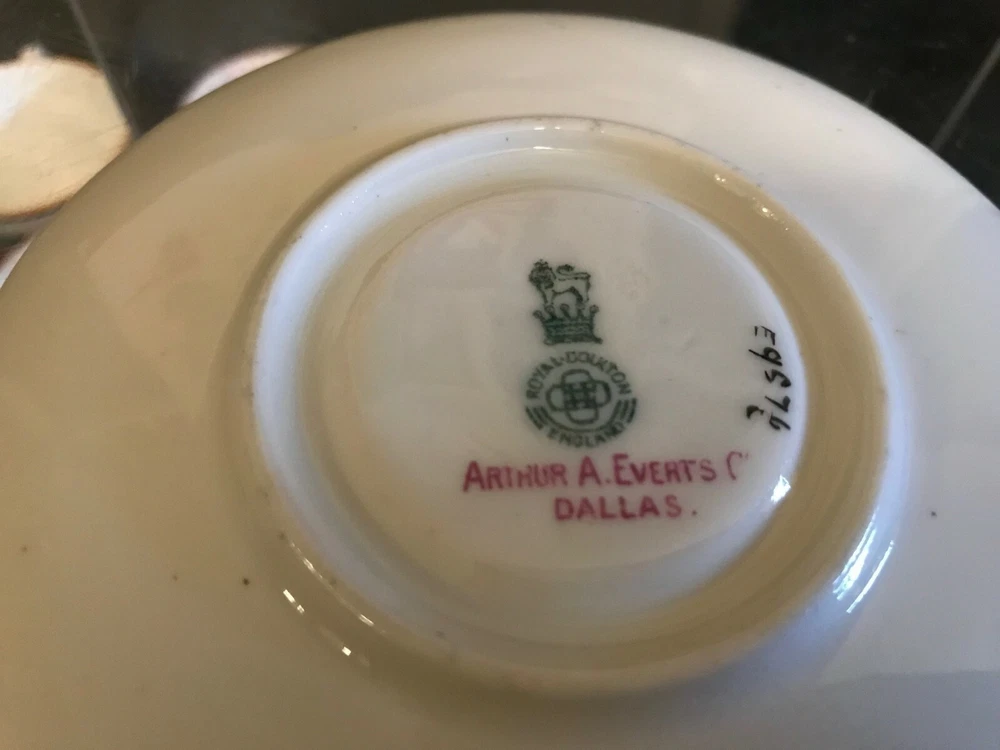 ROYAL·DOULTON
ENGLAND
ARTHUR A. EVERTS Cº
DALLAS.
E9576